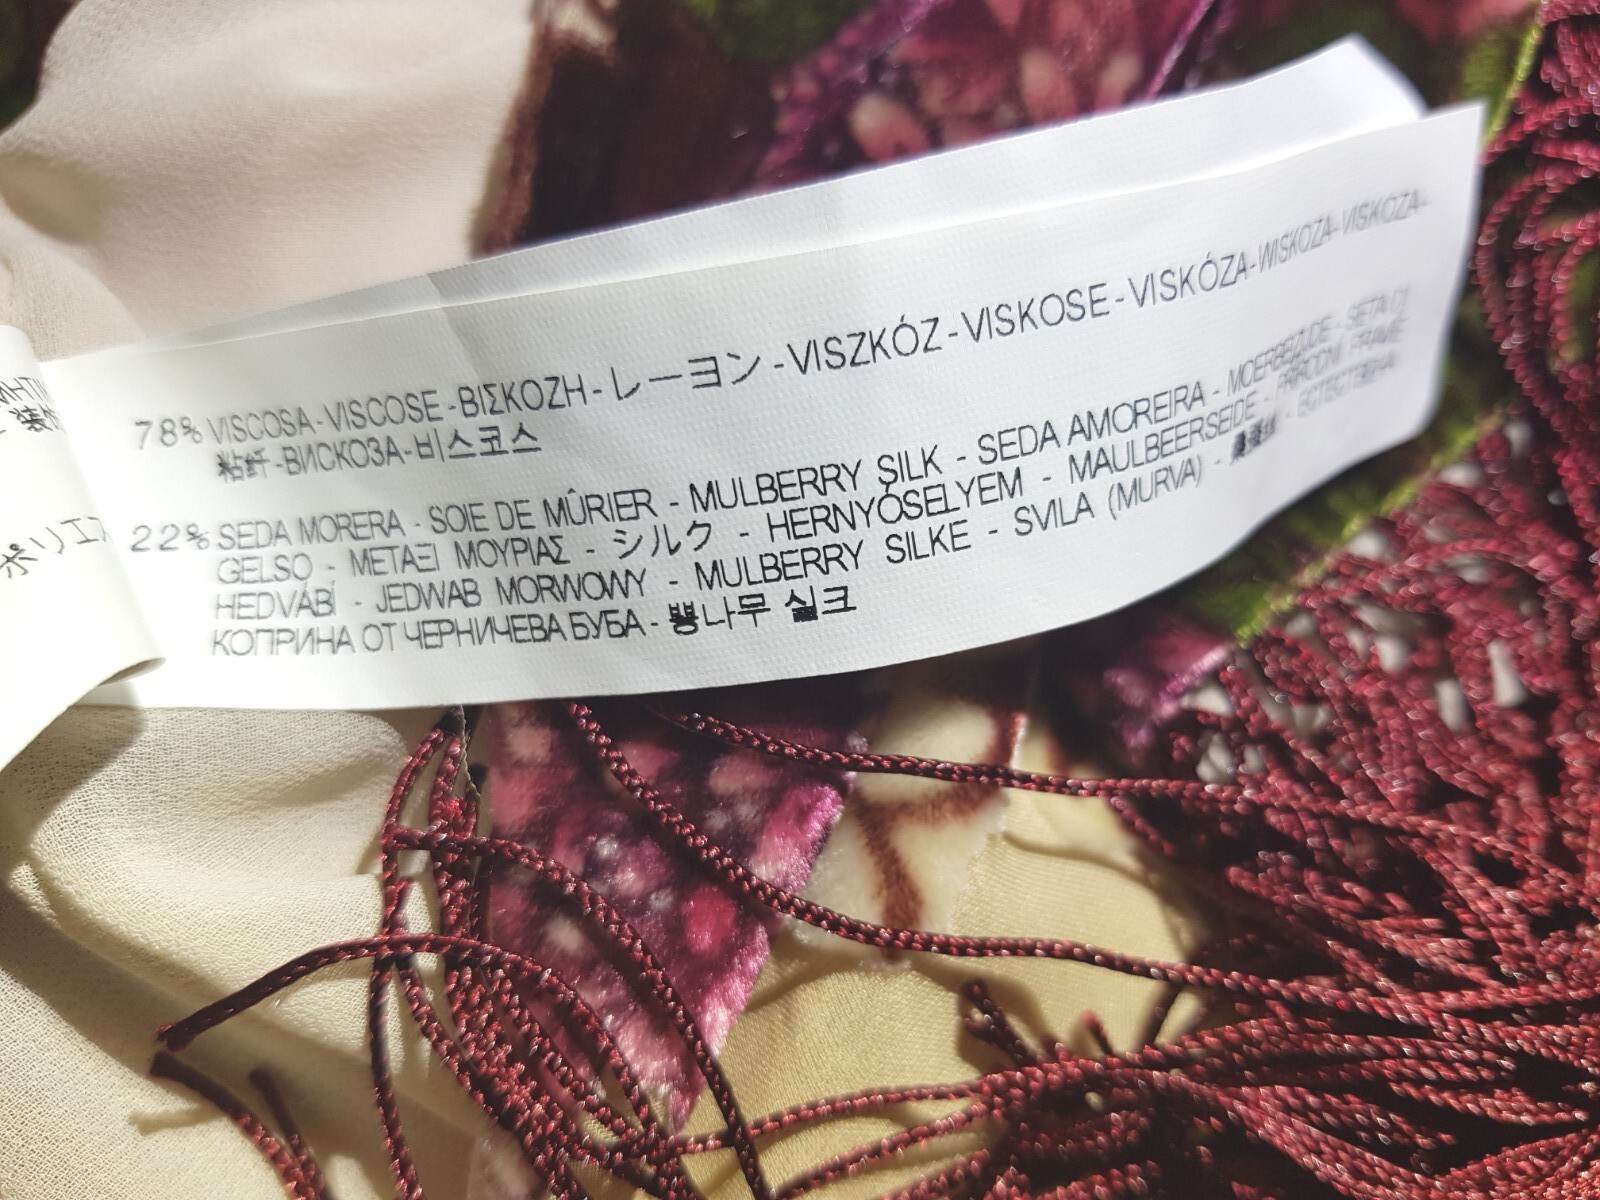 78% VISCOSA - VISCOSE - ΒΙΣΚΟΖΗ - レーヨン - VISZKÓZ - VISKOSE - VISKÓZA - WISKOZA - VISKOZA -
粘纤 - ВИСКОЗА - 비스코스
22% SEDA MORERA - SOIE DE MÛRIER - MULBERRY SILK - SEDA AMOREIRA - MOERBEIZIJDE - SETA DI
GELSO - ΜΕΤΑΞΙ ΜΟΥΡΙΑΣ - シルク - HERNYÓSELYEM - MAULBEERSEIDE - PŘÍRODNÍ PRAVÉ
HEDVÁBÍ - JEDWAB MORWOWY - MULBERRY SILKE - SVILA (MURVA) -
КОПРИНА ОТ ЧЕРНИЧЕВА БУБА - 뽕나무 실크